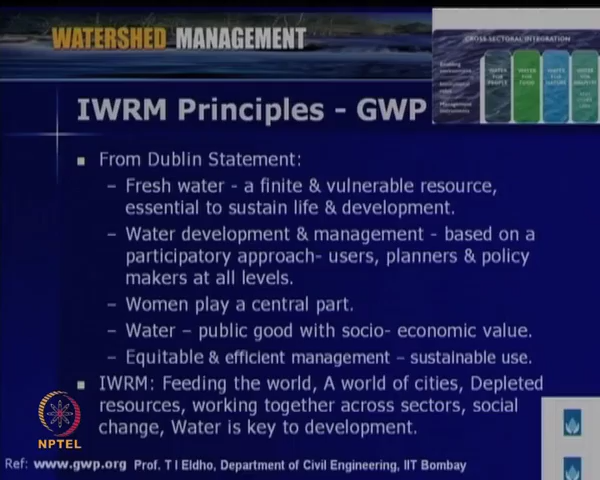 WATERSHED MANAGEMENT
CROSS SECTORAL INTEGRATION
IWRM Principles - GWP
From Dublin Statement:
– Fresh water - a finite & vulnerable resource,
essential to sustain life & development.
– Water development & management - based on a
participatory approach- users, planners & policy
makers at all levels.
– Women play a central part.
– Water – public good with socio- economic value.
– Equitable & efficient management – sustainable use.
IWRM: Feeding the world, A world of cities, Depleted
resources, working together across sectors, social
change, Water is key to development.
NPTEL
Ref: www.gwp.org Prof. T I Eldho, Department of Civil Engineering, IIT Bombay